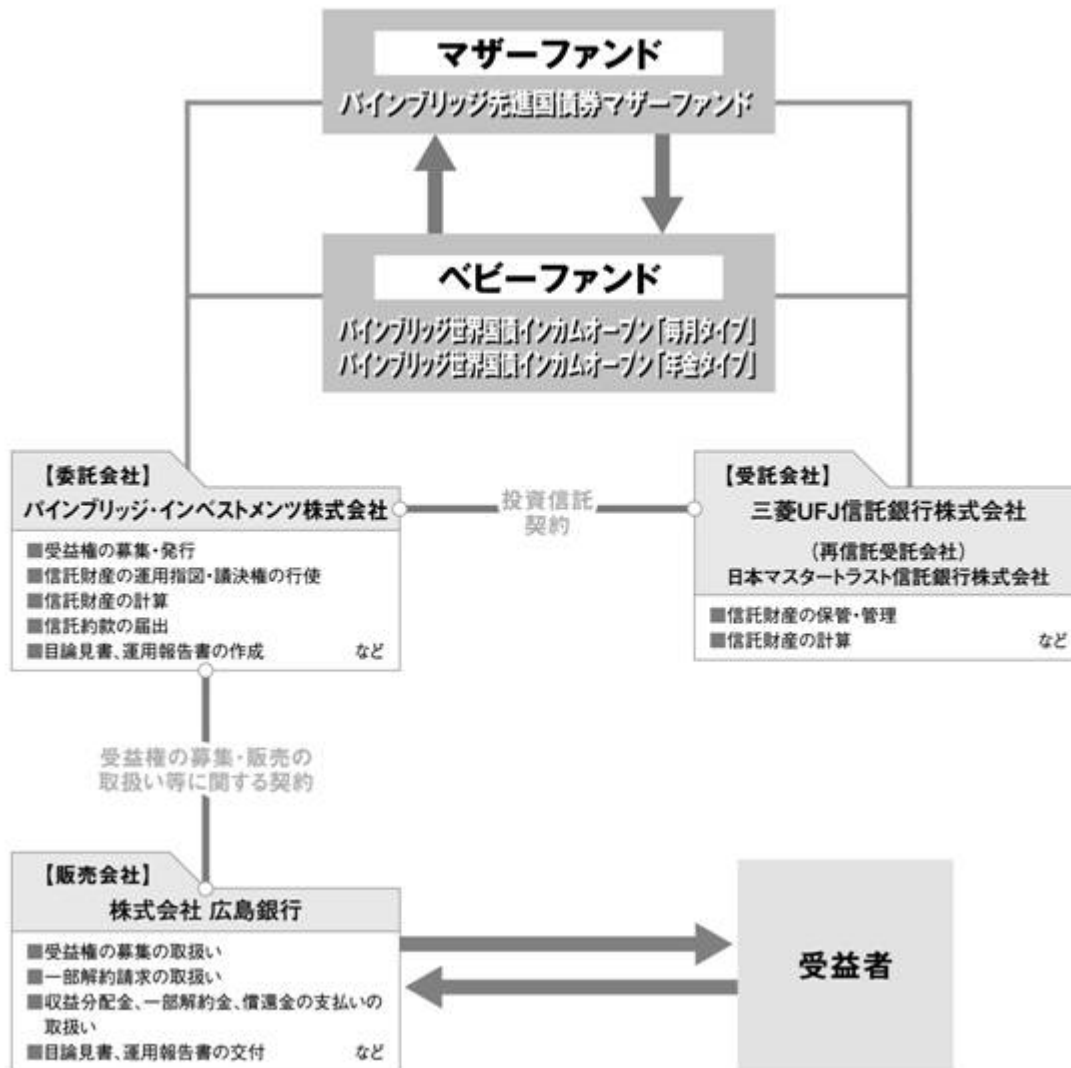 マザーファンド
パインブリッジ先進国債券マザーファンド
ベビーファンド
パインブリッジ世界国債インカムオープン「毎月タイプ」
パインブリッジ世界国債インカムオープン「年金タイプ」
【委託会社】
パインブリッジ・インベストメンツ株式会社
■受益権の募集・発行
■信託財産の運用指図・議決権の行使
■信託財産の計算
■信託約款の届出
■目論見書、運用報告書の作成 など
投資信託
契約
【受託会社】
三菱UFJ信託銀行株式会社
(再信託受託会社)
日本マスタートラスト信託銀行株式会社
■信託財産の保管・管理
■信託財産の計算 など
受益権の募集・販売の
取扱い等に関する契約
【販売会社】
株式会社 広島銀行
■受益権の募集の取扱い
■一部解約請求の取扱い
■収益分配金、一部解約金、償還金の支払いの
取扱い
■目論見書、運用報告書の交付 など
受益者